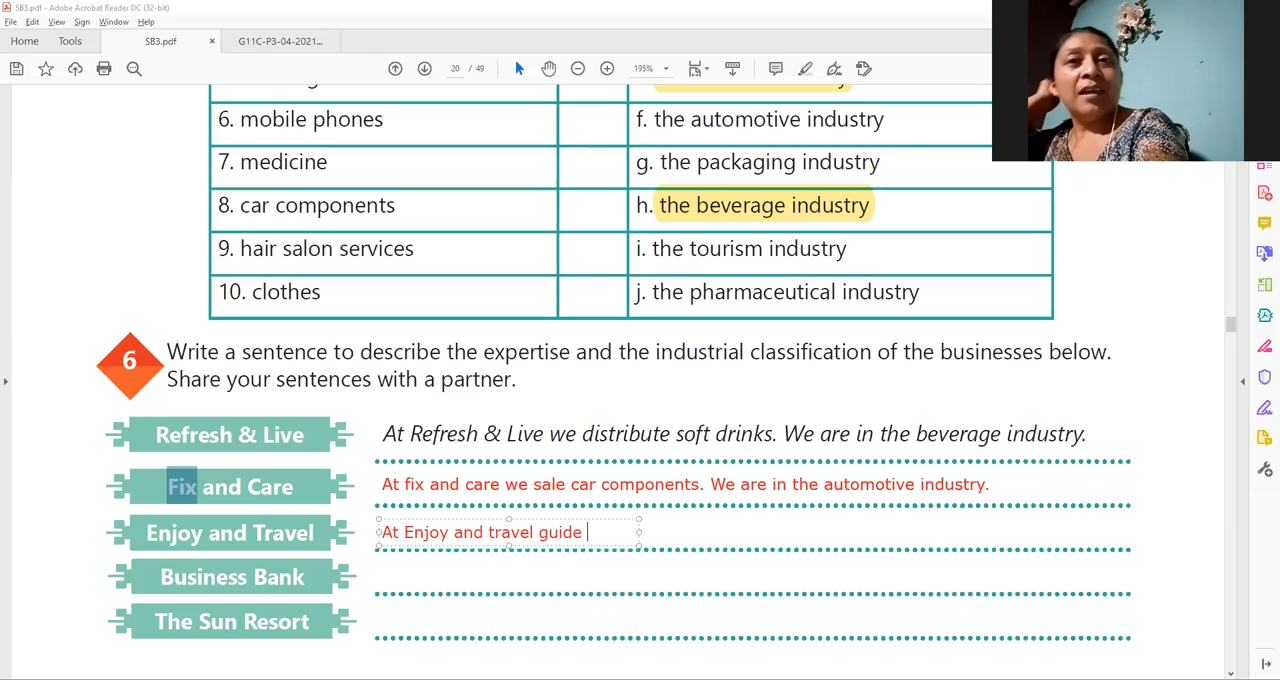 SB3.pdf - Adobe Acrobat Reader DC (32-bit)
File Edit View Sign Window Help
Home Tools SB3.pdf × G11C-P3-04-2021...
20 / 49 195%
6. mobile phones f. the automotive industry
7. medicine g. the packaging industry
8. car components h. the beverage industry
9. hair salon services i. the tourism industry
10. clothes j. the pharmaceutical industry
6 Write a sentence to describe the expertise and the industrial classification of the businesses below.
Share your sentences with a partner.
Refresh & Live At Refresh & Live we distribute soft drinks. We are in the beverage industry.
Fix and Care At fix and care we sale car components. We are in the automotive industry.
Enjoy and Travel At Enjoy and travel guide
Business Bank
The Sun Resort